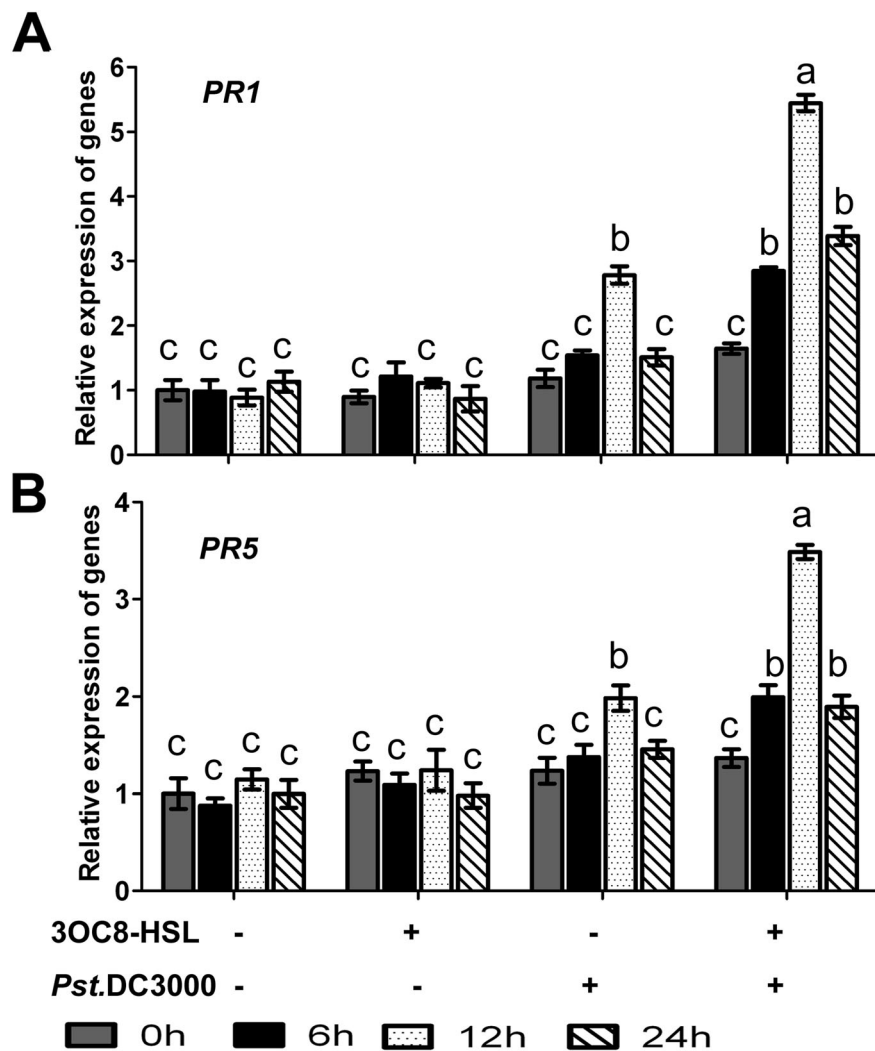 A
Relative expression of genes
6
5
4
3
2
1
0
PR1
c c c c c c c c c c b c c b a b
B
Relative expression of genes
4
3
2
1
0
PR5
c c c c c c c c c c b c c b a b
3OC8-HSL - + - +
Pst.DC3000 - - + +
0h 6h 12h 24h